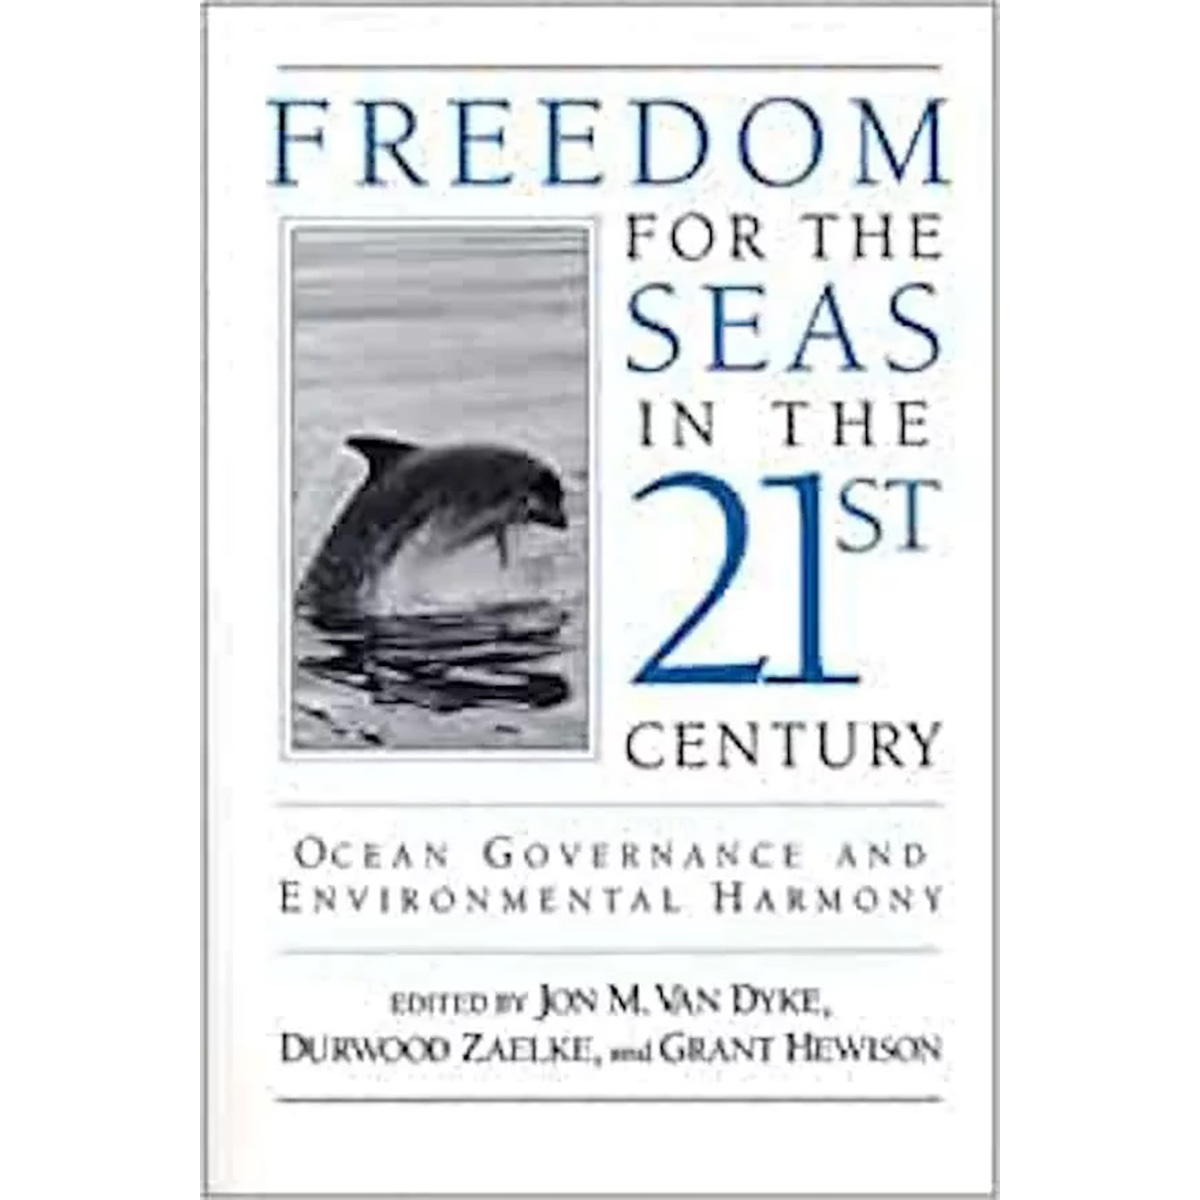 FREEDOM
FOR THE
SEAS
IN THE
21ST
CENTURY
OCEAN GOVERNANCE AND
ENVIRONMENTAL HARMONY
EDITED BY JON M. VAN DYKE,
DURWOOD ZAELKE, and GRANT HEWISON